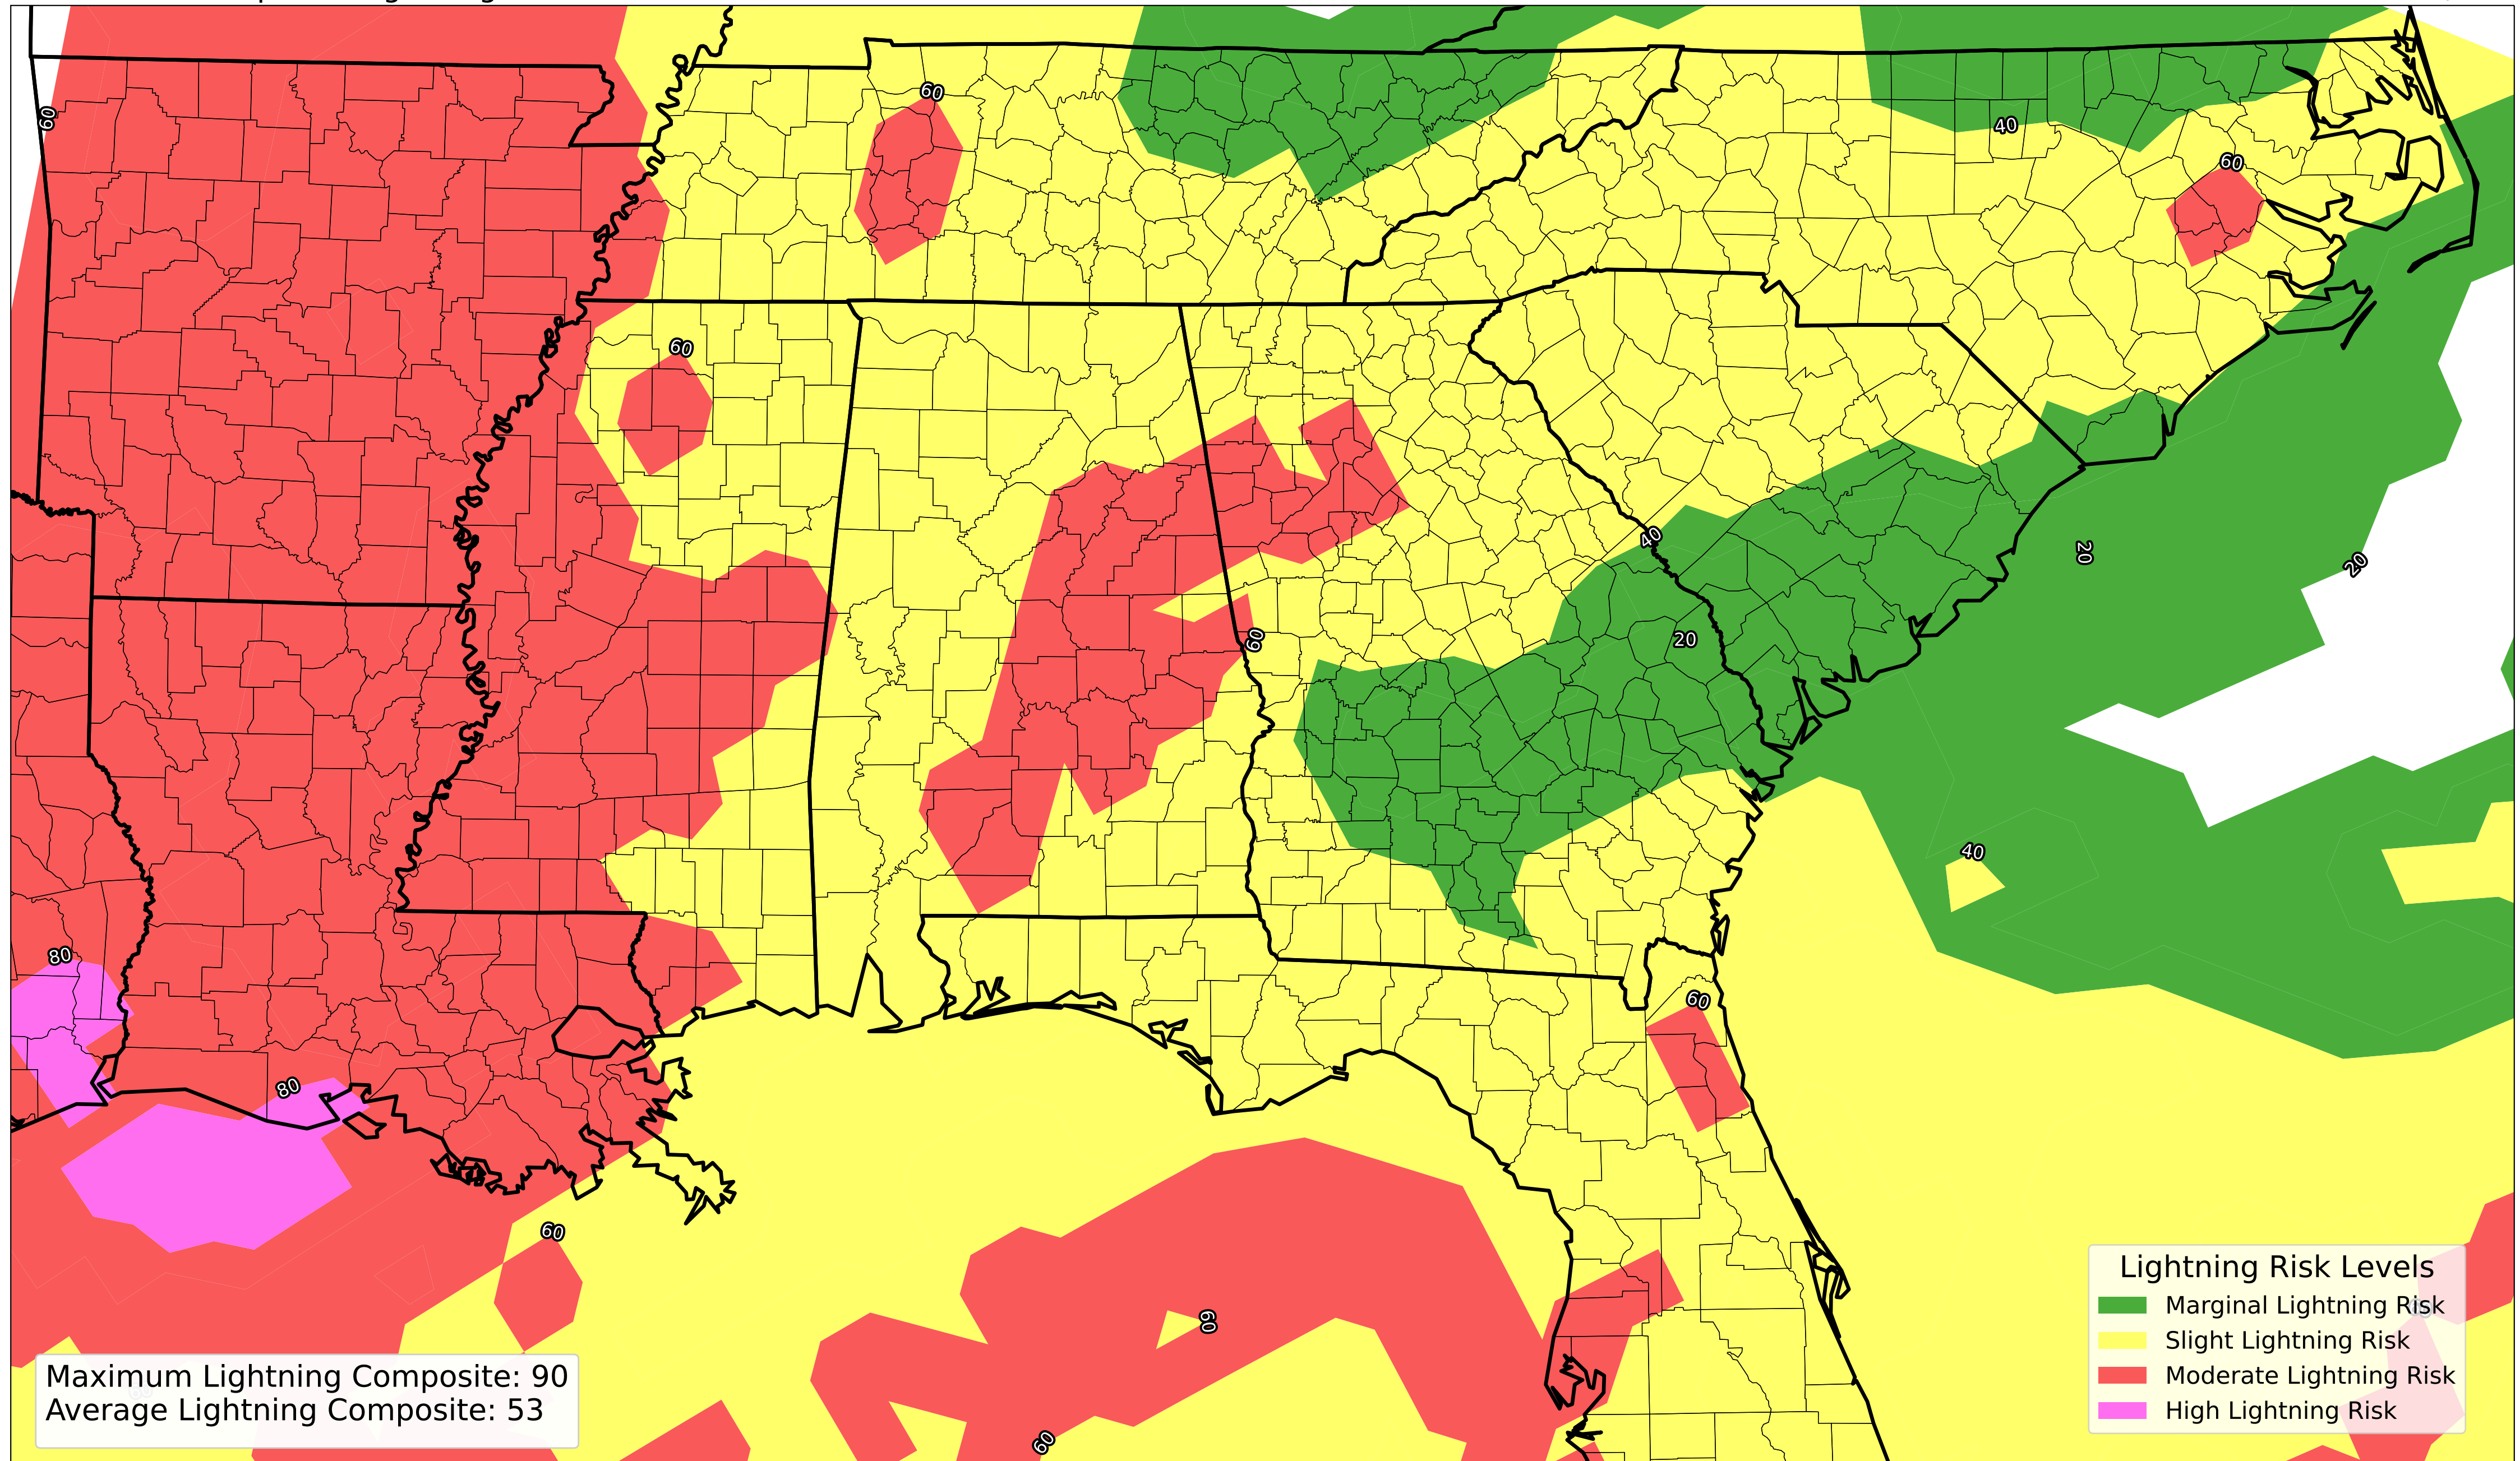 60
60
40
60
60
40
20
20
20
60
40
80
60
80
60
60
60
Lightning Risk Levels
Marginal Lightning Risk
Slight Lightning Risk
Moderate Lightning Risk
High Lightning Risk
Maximum Lightning Composite: 90
Average Lightning Composite: 53